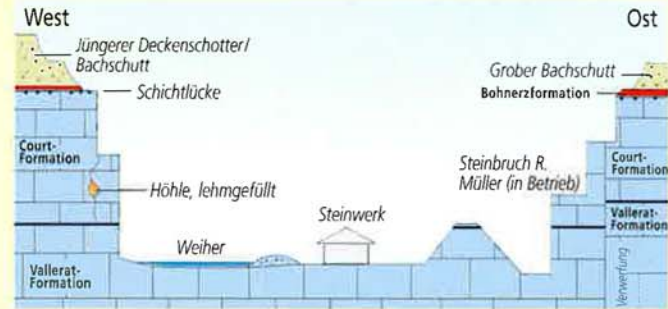 West
Ost
Jüngerer Deckenschotter/
Bachschutt
Schichtlücke
Grober Bachschutt
Bohnerzformation
Court-
Formation
Höhle, lehmgefüllt
Steinbruch R.
Müller (in Betrieb)
Court-
Formation
Steinwerk
Weiher
Vallerat-
Formation
Vallerat-
Formation
Verwerfung